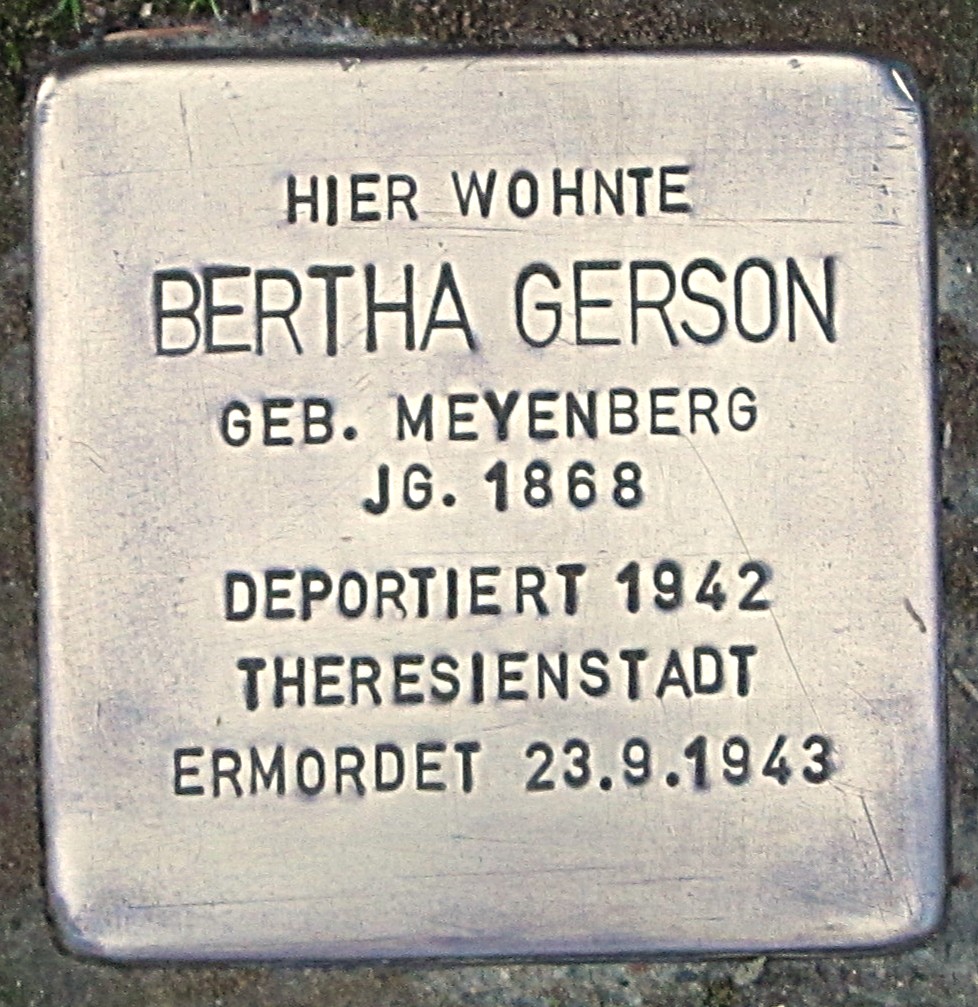 HIER WOHNTE
BERTHA GERSON
GEB. MEYENBERG
JG. 1868
DEPORTIERT 1942
THERESIENSTADT
ERMORDET 23.9.1943